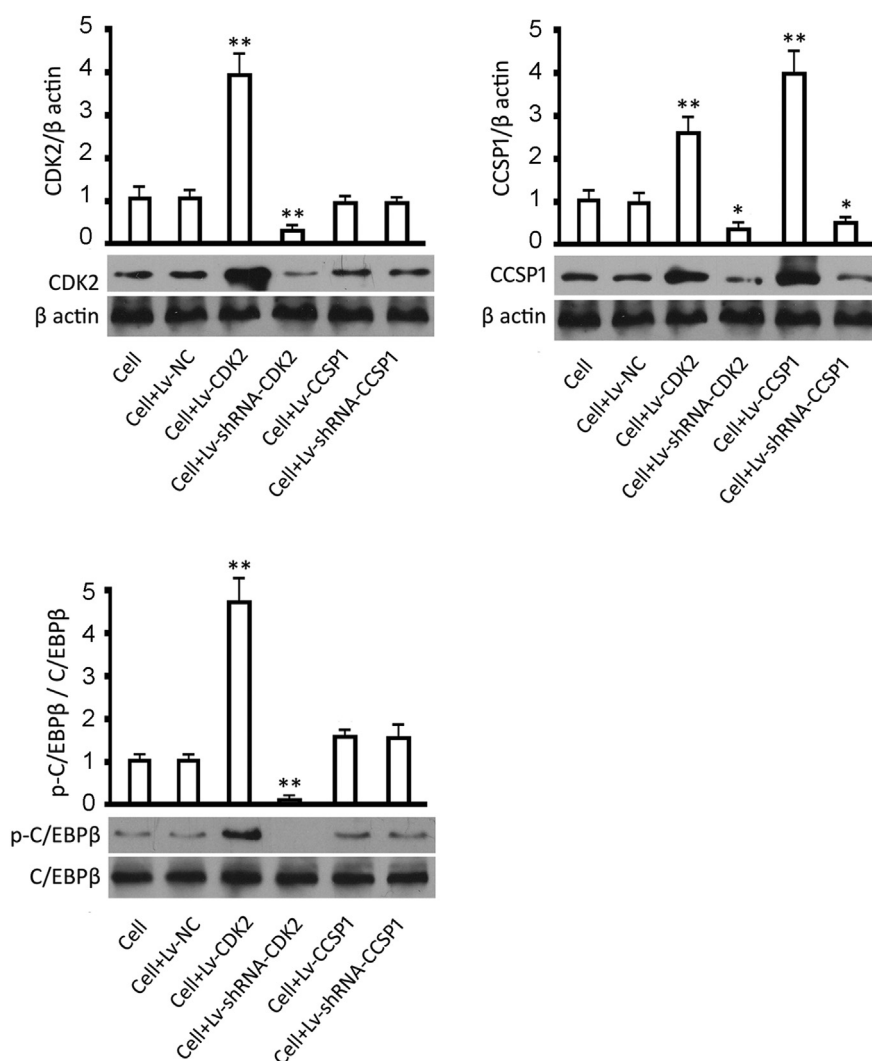 CDK2/β actin
5
4
3
2
1
0
**
**
CDK2
β actin
Cell
Cell+Lv-NC
Cell+Lv-CDK2
Cell+Lv-shRNA-CDK2
Cell+Lv-CCSP1
Cell+Lv-shRNA-CCSP1
CCSP1/β actin
5
4
3
2
1
0
**
*
**
*
CCSP1
β actin
Cell
Cell+Lv-NC
Cell+Lv-CDK2
Cell+Lv-shRNA-CDK2
Cell+Lv-CCSP1
Cell+Lv-shRNA-CCSP1
p-C/EBPβ / C/EBPβ
5
4
3
2
1
0
**
**
p-C/EBPβ
C/EBPβ
Cell
Cell+Lv-NC
Cell+Lv-CDK2
Cell+Lv-shRNA-CDK2
Cell+Lv-CCSP1
Cell+Lv-shRNA-CCSP1